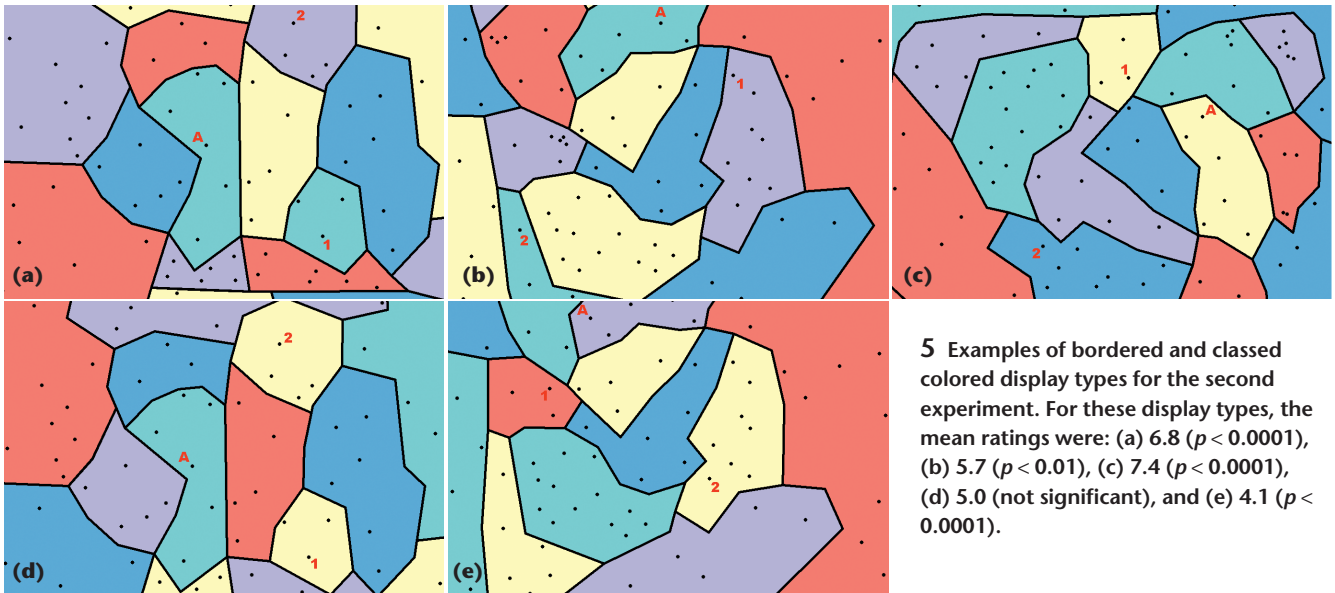 2
A
1
(a)
A
1
2
(b)
1
A
2
(c)
2
A
1
(d)
A
1
2
(e)
5 Examples of bordered and classed
colored display types for the second
experiment. For these display types, the
mean ratings were: (a) 6.8 (p < 0.0001),
(b) 5.7 (p < 0.01), (c) 7.4 (p < 0.0001),
(d) 5.0 (not significant), and (e) 4.1 (p <
0.0001).